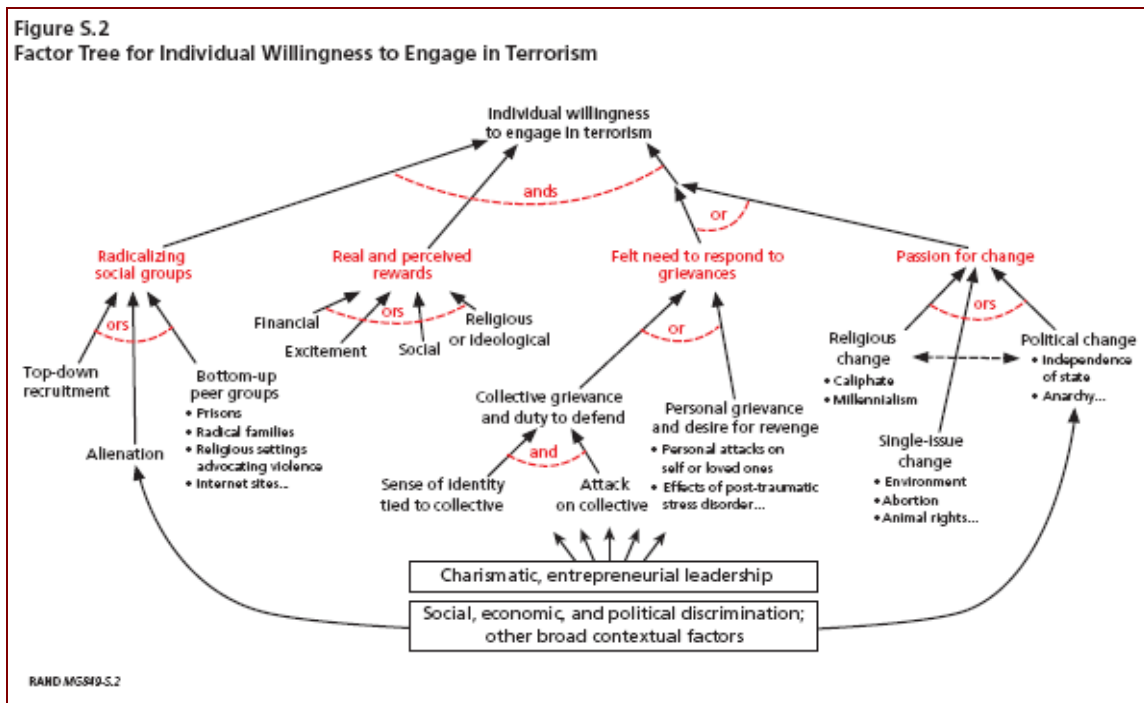 Figure S.2
Factor Tree for Individual Willingness to Engage in Terrorism
Individual willingness
to engage in terrorism
ands
or
Radicalizing
social groups
Real and perceived
rewards
Felt need to respond to
grievances
Passion for change
ors
Top-down
recruitment
Alienation
Bottom-up
peer groups
• Prisons
• Radical families
• Religious settings
advocating violence
• Internet sites...
Financial
ors
Excitement
Social
Religious
or ideological
or
Collective grievance
and duty to defend
and
Sense of identity
tied to collective
Attack
on collective
Personal grievance
and desire for revenge
• Personal attacks on
self or loved ones
• Effects of post-traumatic
stress disorder...
ors
Religious
change
• Caliphate
• Millennialism
Single-issue
change
• Environment
• Abortion
• Animal rights...
Political change
• Independence
of state
• Anarchy...
Charismatic, entrepreneurial leadership
Social, economic, and political discrimination;
other broad contextual factors
RAND MG849-S.2